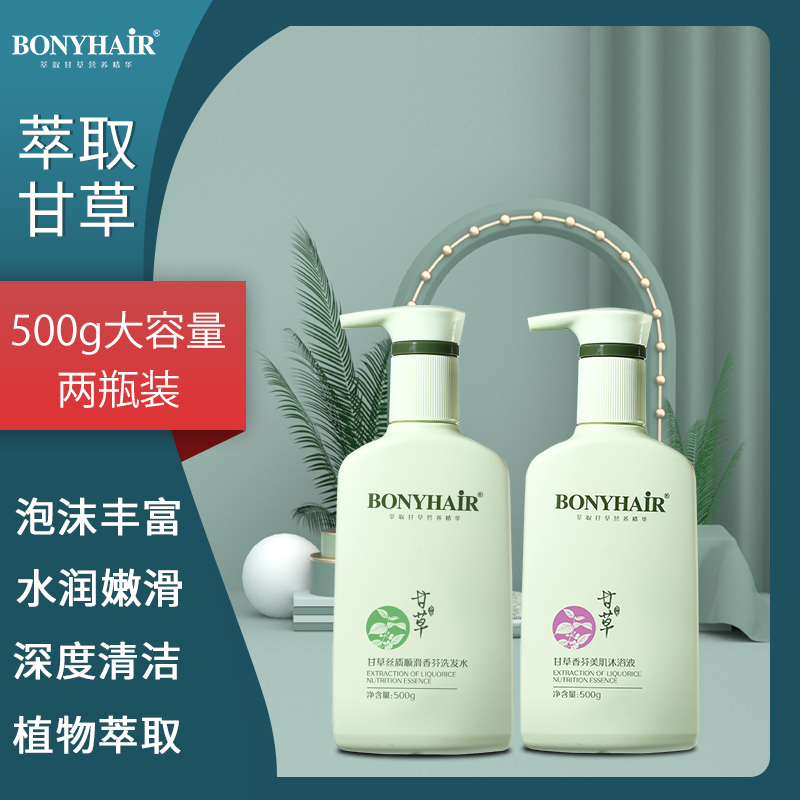 BONYHAIR®
萃取甘草营养精华
萃取
甘草
500g大容量
两瓶装
泡沫丰富
水润嫩滑
深度清洁
植物萃取
BONYHAIR®
萃取甘草营养精华
甘草
甘草丝质顺滑香芬洗发水
EXTRACTION OF LIQUORICE
NUTRITION ESSENCE
净含量:500g
BONYHAIR®
萃取甘草营养精华
甘草
甘草香芬美肌沐浴液
EXTRACTION OF LIQUORICE
NUTRITION ESSENCE
净含量:500g